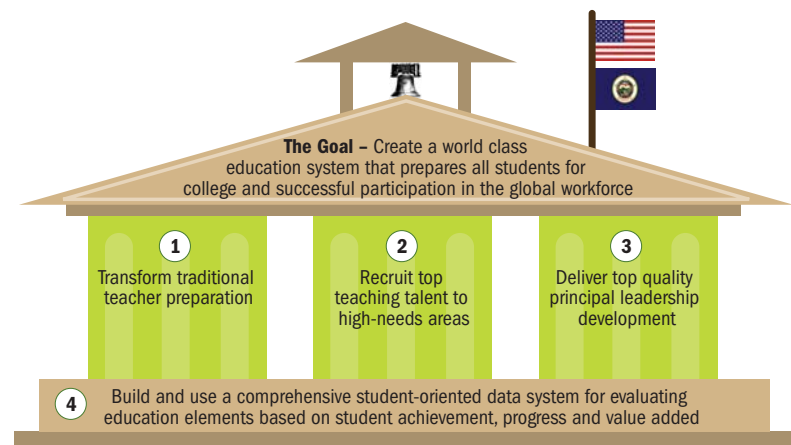 The Goal – Create a world class
education system that prepares all students for
college and successful participation in the global workforce
1
Transform traditional
teacher preparation
2
Recruit top
teaching talent to
high-needs areas
3
Deliver top quality
principal leadership
development
4
Build and use a comprehensive student-oriented data system for evaluating
education elements based on student achievement, progress and value added